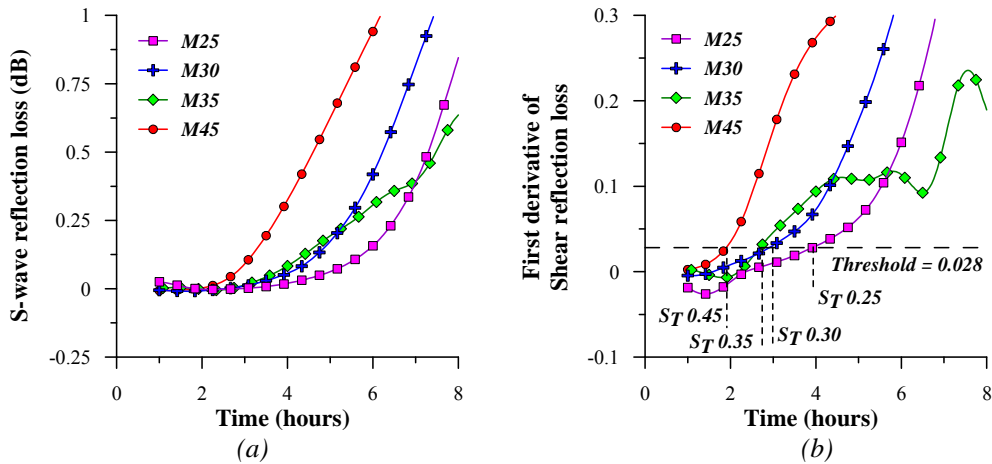 S-wave reflection loss (dB)
1
0.75
0.5
0.25
0
-0.25
M25
M30
M35
M45
0 2 4 6 8
Time (hours)
(a)
First derivative of
Shear reflection loss
0.3
0.2
0.1
0
-0.1
M25
M30
M35
M45
Threshold = 0.028
ST 0.25
ST 0.45
ST 0.35
ST 0.30
0 2 4 6 8
Time (hours)
(b)